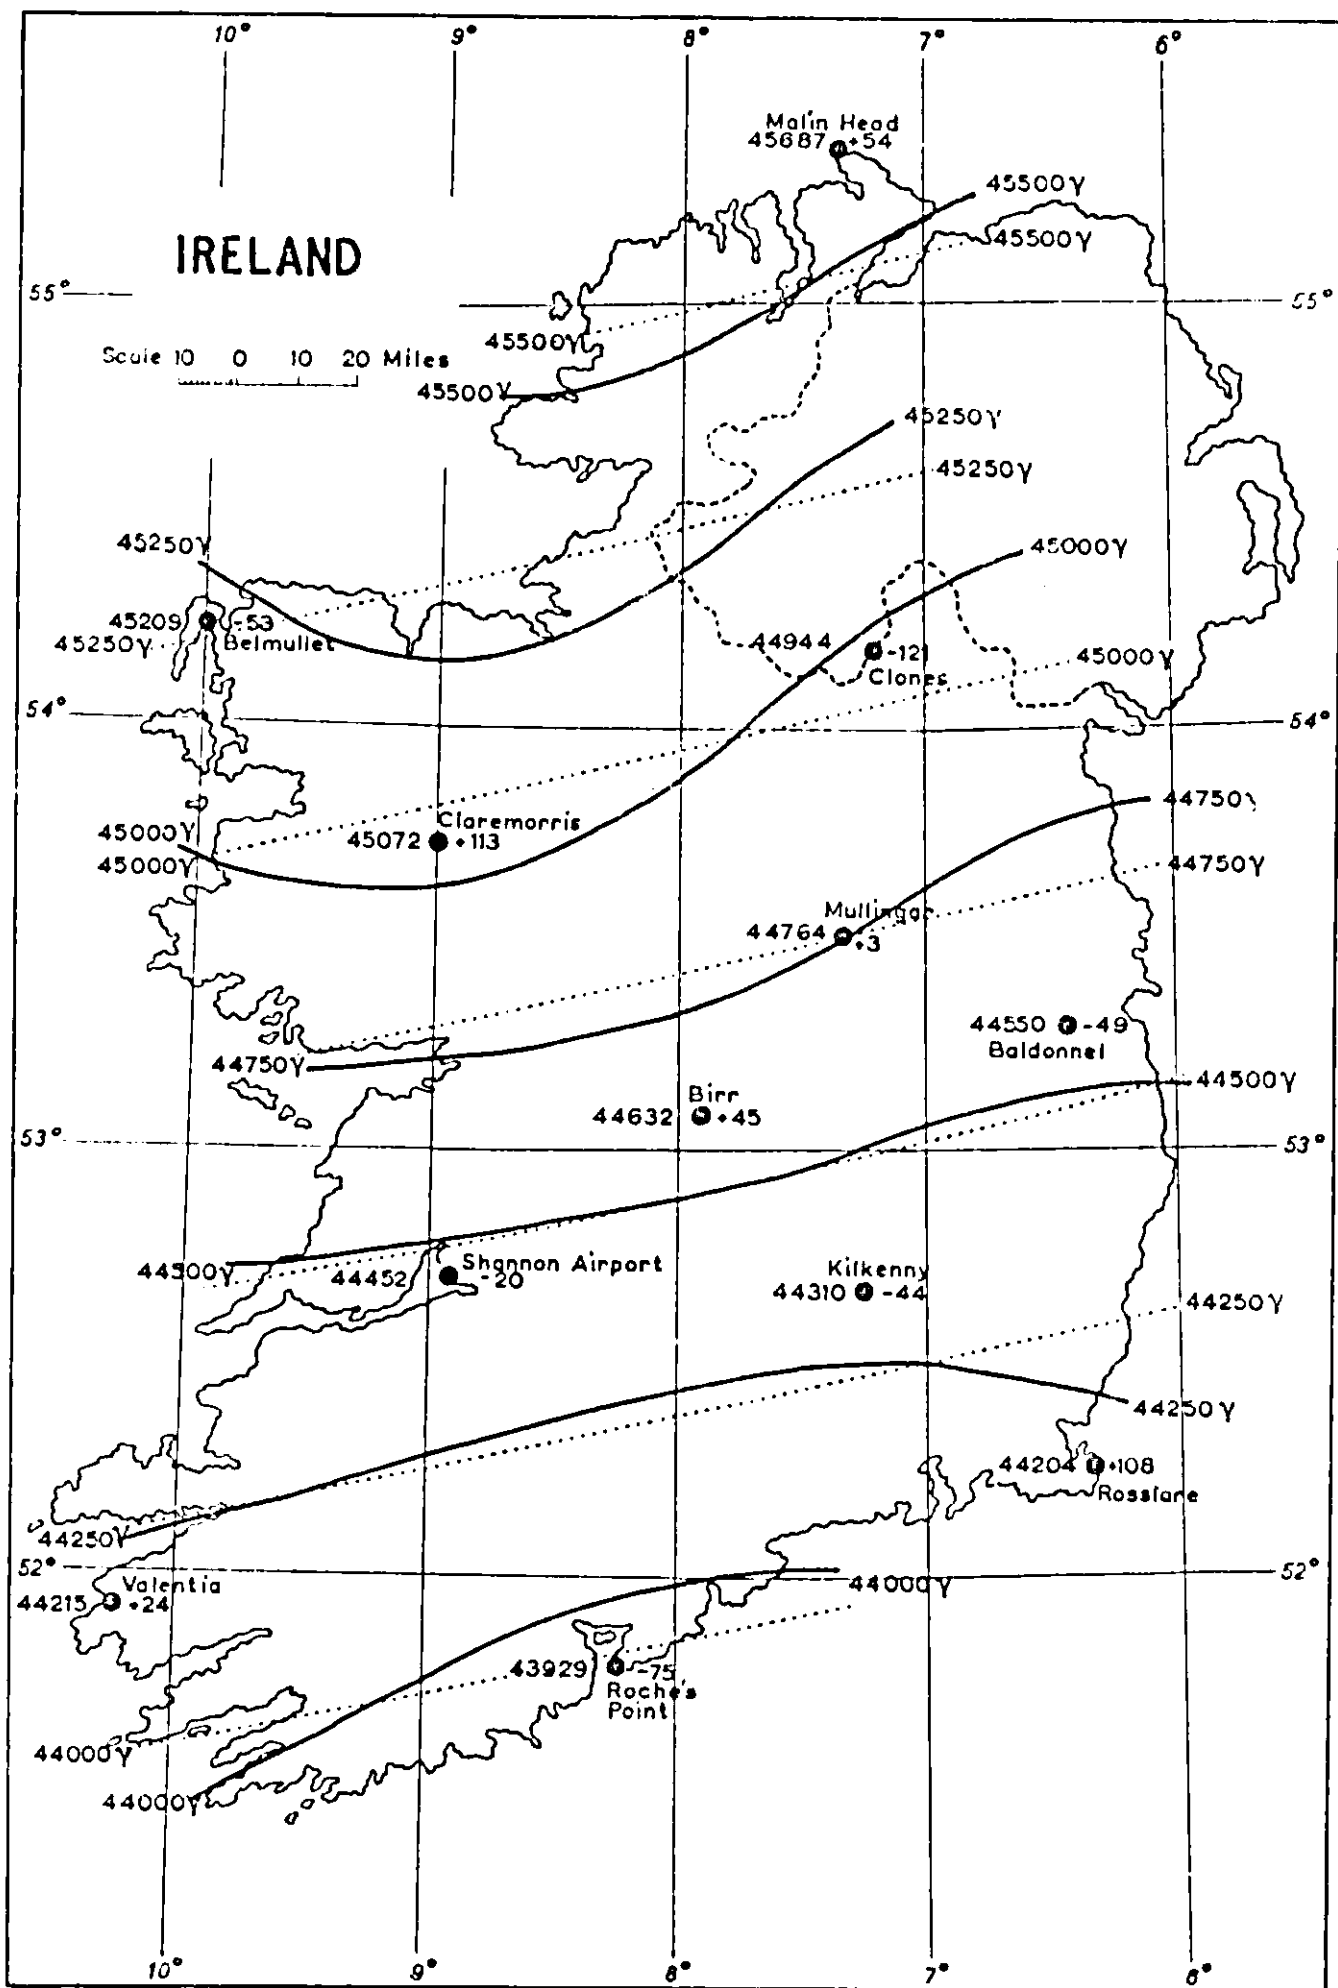 10° 9° 8° 7° 6°
Malin Head
45687 +54
45500γ
45500γ
IRELAND
55° 55°
45500γ
Scale 10 0 10 20 Miles
45500γ
45250γ
45250γ
45250γ
45000γ
45209 -53
Belmullet
45250γ
44944 -121
Clones
45000γ
54° 54°
44750γ
Claremorris
45072 +113
45000γ
45000γ
44750γ
Mullingar
44764 +3
44550 -49
Baldonnel
44750γ
44500γ
Birr
44632 +45
53° 53°
44500γ
Shannon Airport
44452 -20
Kilkenny
44310 -44
44250γ
44250γ
44204 +108
Rosslare
44250γ
52° 52°
Valentia
44215 +24
44000γ
43929 -75
Roche's
Point
44000γ
44000γ
10° 9° 8° 7° 6°